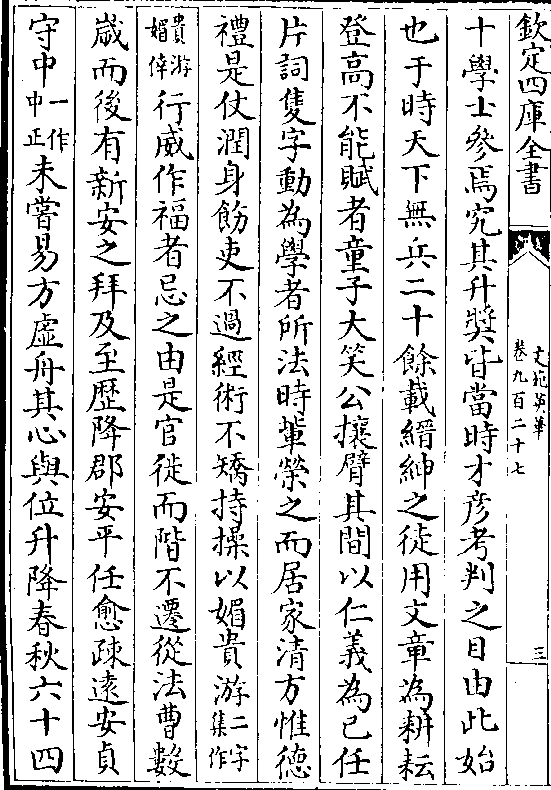 欽定四庫全書
文苑英華
卷九百二十七
三
十學士參焉究其升奬皆當時才彦考判之目由此始
也于時天下無兵二十餘載縉紳之徒用文章為耕耘
登高不能賦者童子大笑公攘臂其間以仁義為己任
片詞隻字動為學者所法時輩榮之而居家清方惟德
禮是仗潤身飭吏不過經術不矯持操以媚貴游二字集作
貴游媚倖行威作福者忌之由是官徙而階不遷從法曹數
歲而後有新安之拜及至歷降郡安平任愈疎逺安貞
守中一作中正未嘗易方虚舟其心與位升降春秋六十四